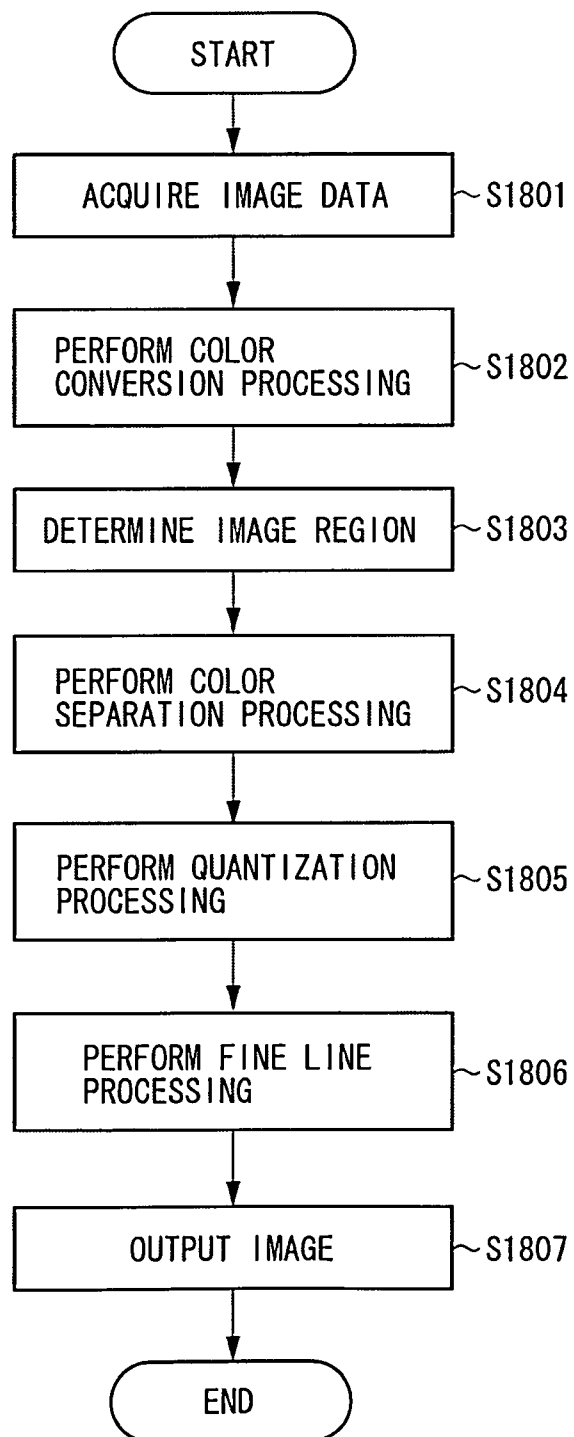 START
ACQUIRE IMAGE DATA ~S1801
PERFORM COLOR
CONVERSION PROCESSING ~S1802
DETERMINE IMAGE REGION ~S1803
PERFORM COLOR
SEPARATION PROCESSING ~S1804
PERFORM QUANTIZATION
PROCESSING ~S1805
PERFORM FINE LINE
PROCESSING ~S1806
OUTPUT IMAGE ~S1807
END